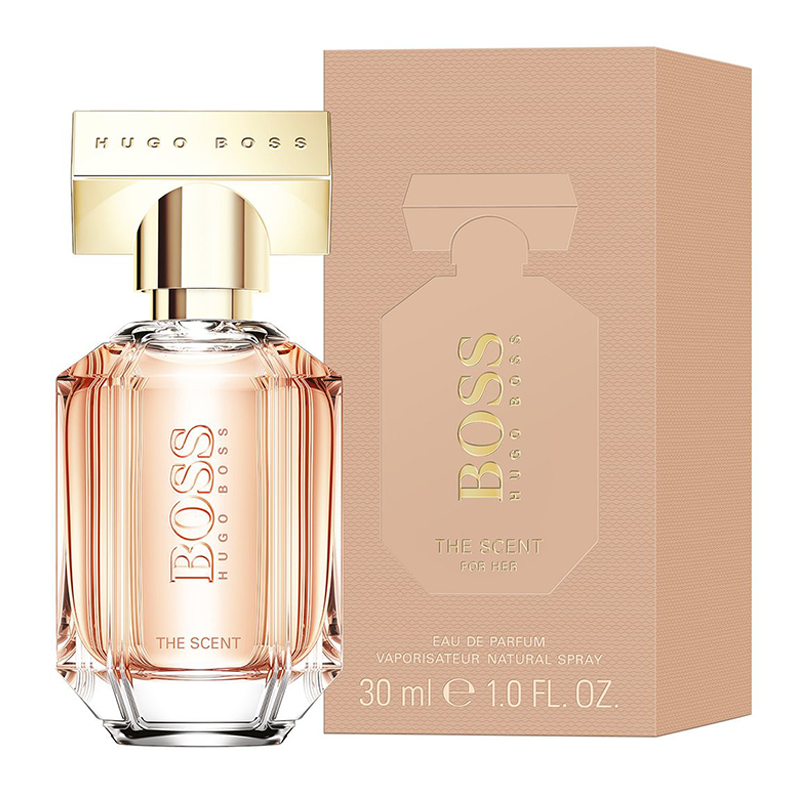 HUGO BOSS
BOSS
HUGO BOSS
THE SCENT
BOSS
HUGO BOSS
THE SCENT
FOR HER
EAU DE PARFUM
VAPORISATEUR NATURAL SPRAY
30 ml ℮ 1.0 FL. OZ.